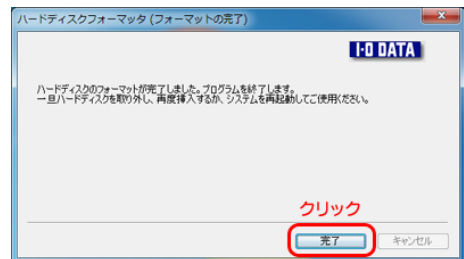 ハードディスクフォーマッタ (フォーマットの完了)
I-O DATA
ハードディスクのフォーマットが完了しました。プログラムを終了します。
一旦ハードディスクを取り外し、再度挿入するか、システムを再起動してご使用ください。
クリック
完了
キャンセル